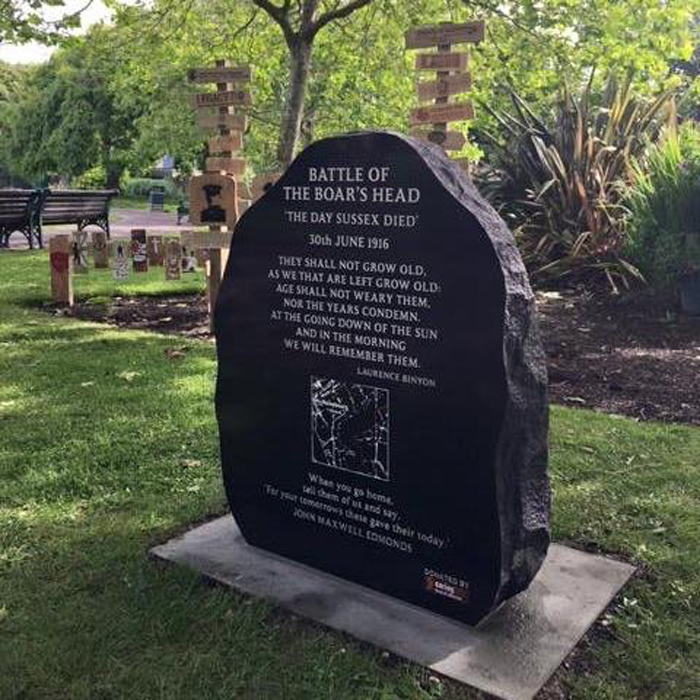 BATTLE OF
THE BOAR'S HEAD
'THE DAY SUSSEX DIED'
30th JUNE 1916
THEY SHALL NOT GROW OLD,
AS WE THAT ARE LEFT GROW OLD:
AGE SHALL NOT WEARY THEM,
NOR THE YEARS CONDEMN.
AT THE GOING DOWN OF THE SUN
AND IN THE MORNING
WE WILL REMEMBER THEM.
LAURENCE BINYON
When you go home,
tell them of us and say,
'For your tomorrows these gave their today.'
JOHN MAXWELL EDMONDS
DONATED BY
caring